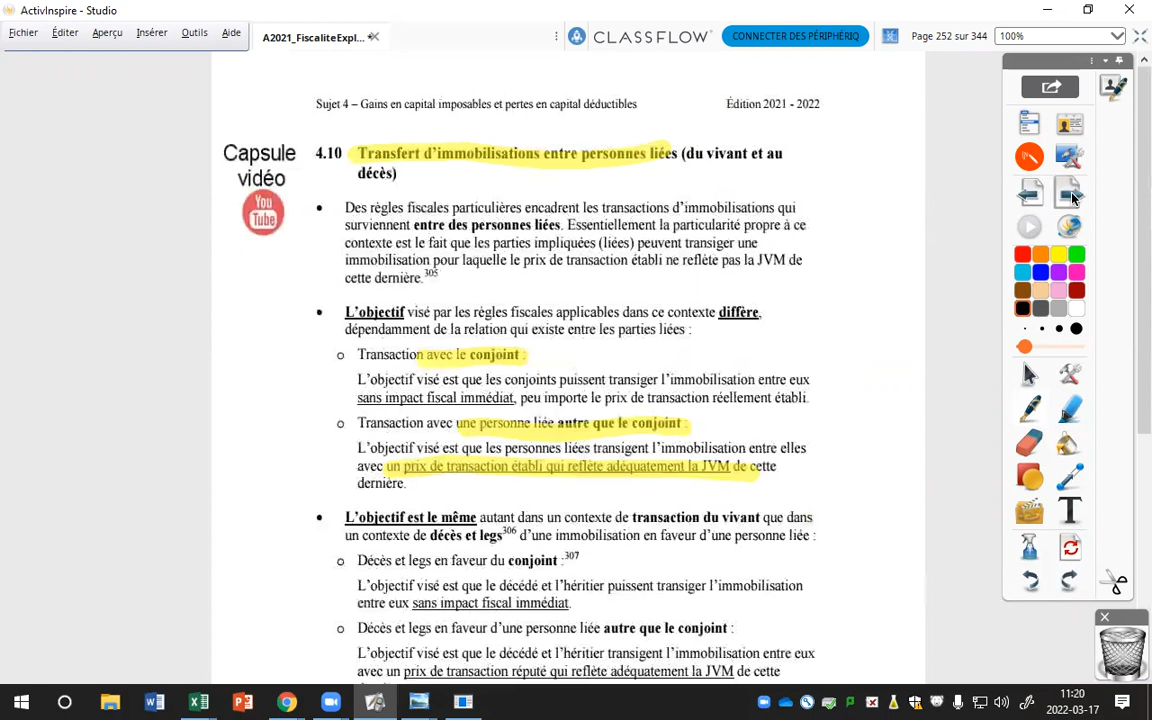 ActivInspire - Studio
Fichier Éditer Aperçu Insérer Outils Aide
A2021_FiscaliteExpl...
CLASSFLOW
CONNECTER DES PÉRIPHÉRIQ
Page 252 sur 344
100%
Sujet 4 – Gains en capital imposables et pertes en capital déductibles Édition 2021 - 2022
Capsule
vidéo
You
Tube
4.10 Transfert d’immobilisations entre personnes liées (du vivant et au
décès)
• Des règles fiscales particulières encadrent les transactions d’immobilisations qui
surviennent entre des personnes liées. Essentiellement la particularité propre à ce
contexte est le fait que les parties impliquées (liées) peuvent transiger une
immobilisation pour laquelle le prix de transaction établi ne reflète pas la JVM de
cette dernière.305
• L’objectif visé par les règles fiscales applicables dans ce contexte diffère,
dépendamment de la relation qui existe entre les parties liées :
o Transaction avec le conjoint :
L’objectif visé est que les conjoints puissent transiger l’immobilisation entre eux
sans impact fiscal immédiat, peu importe le prix de transaction réellement établi.
o Transaction avec une personne liée autre que le conjoint :
L’objectif visé est que les personnes liées transigent l’immobilisation entre elles
avec un prix de transaction établi qui reflète adéquatement la JVM de cette
dernière.
• L’objectif est le même autant dans un contexte de transaction du vivant que dans
un contexte de décès et legs306 d’une immobilisation en faveur d’une personne liée :
o Décès et legs en faveur du conjoint :307
L’objectif visé est que le décédé et l’héritier puissent transiger l’immobilisation
entre eux sans impact fiscal immédiat.
o Décès et legs en faveur d’une personne liée autre que le conjoint :
L’objectif visé est que le décédé et l’héritier transigent l’immobilisation entre eux
avec un prix de transaction réputé qui reflète adéquatement la JVM de cette
11:20
2022-03-17